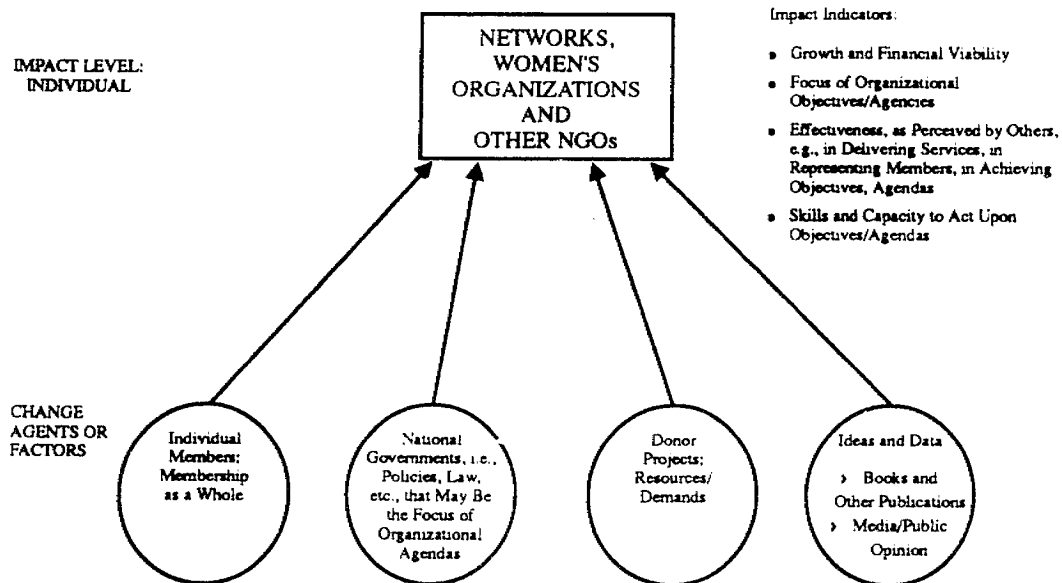 IMPACT LEVEL:
INDIVIDUAL
NETWORKS,
WOMEN'S
ORGANIZATIONS
AND
OTHER NGOs
Impact Indicators:
• Growth and Financial Viability
• Focus of Organizational
Objectives/Agencies
• Effectiveness, as Perceived by Others,
e.g., in Delivering Services, in
Representing Members, in Achieving
Objectives, Agendas
• Skills and Capacity to Act Upon
Objectives/Agendas
CHANGE
AGENTS OR
FACTORS
Individual
Members;
Membership
as a Whole
National
Governments, i.e.,
Policies, Law,
etc., that May Be
the Focus of
Organizational
Agendas
Donor
Projects;
Resources/
Demands
Ideas and Data
› Books and
Other Publications
› Media/Public
Opinion